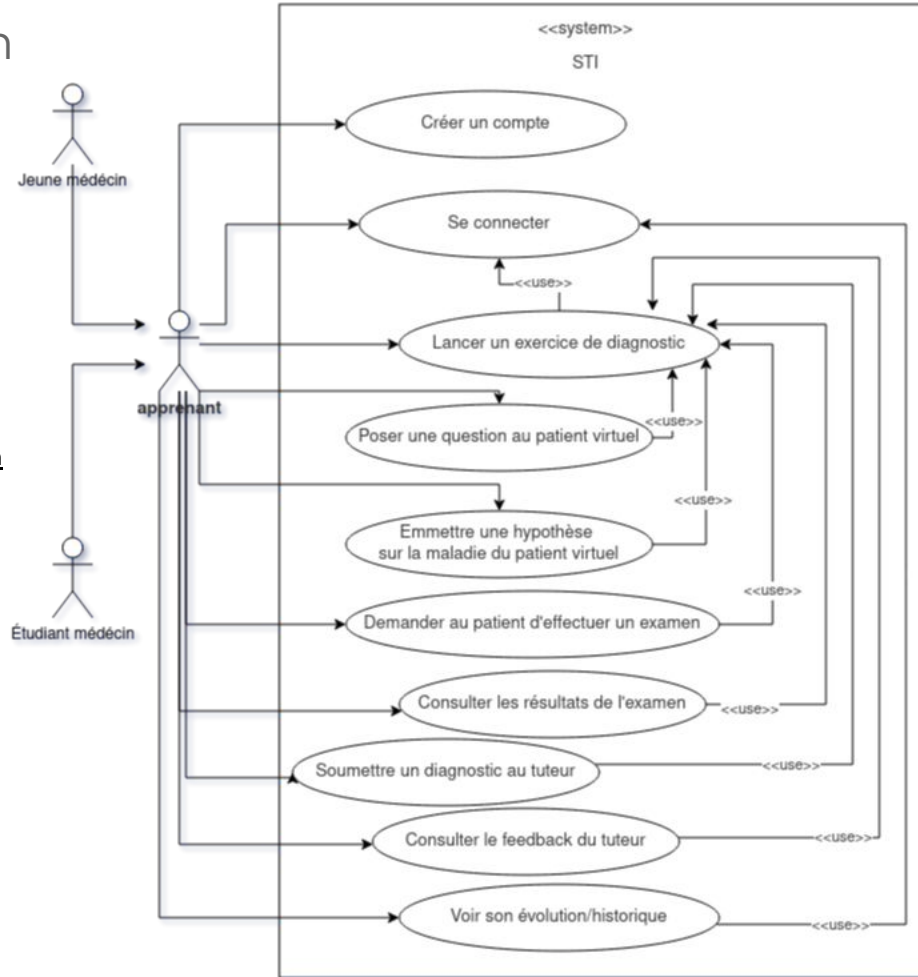 n
<<system>>
STI
Créer un compte
Jeune médécin
Se connecter
<<use>>
Lancer un exercice de diagnostic
apprenant
<<use>>
Poser une question au patient virtuel
n
<<use>>
Emmettre une hypothèse
sur la maladie du patient virtuel
<<use>>
Demander au patient d'effectuer un examen
Étudiant médécin
Consulter les résultats de l'examen
<<use>>
Soumettre un diagnostic au tuteur
<<use>>
Consulter le feedback du tuteur
<<use>>
Voir son évolution/historique
<<use>>